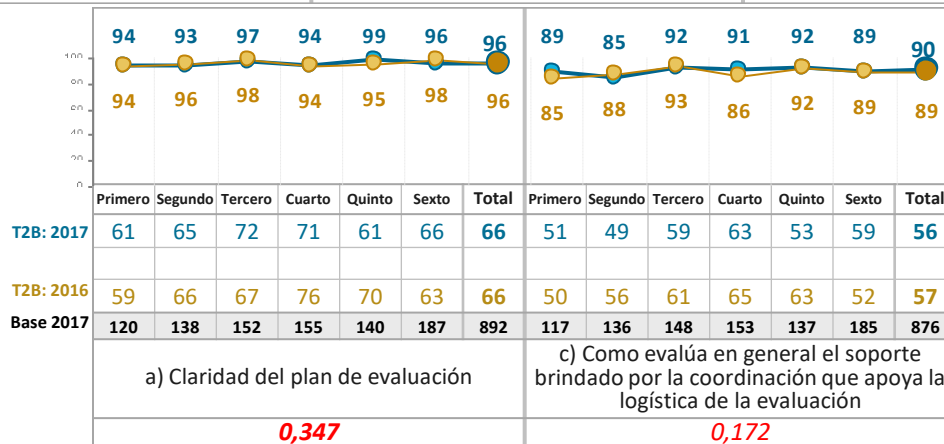 94 93 97 94 99 96 96 89 85 92 91 92 89 90
100
80
60
40
20
0
94 96 98 94 95 98 96 85 88 93 86 92 89 89
Primero Segundo Tercero Cuarto Quinto Sexto Total Primero Segundo Tercero Cuarto Quinto Sexto Total
T2B: 2017 61 65 72 71 61 66 66 51 49 59 63 53 59 56
T2B: 2016 59 66 67 76 70 63 66 50 56 61 65 63 52 57
Base 2017 120 138 152 155 140 187 892 117 136 148 153 137 185 876
a) Claridad del plan de evaluación
c) Como evalúa en general el soporte
brindado por la coordinación que apoya la
logística de la evaluación
0,347 0,172